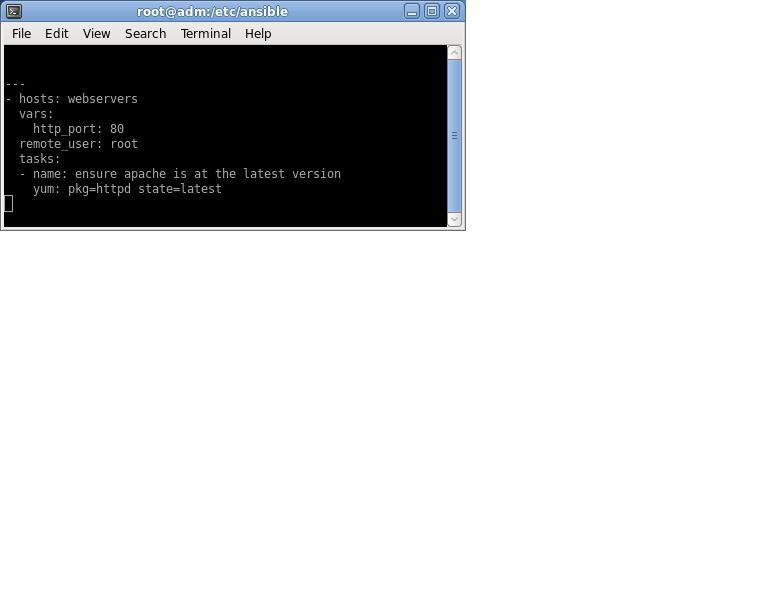 root@adm:/etc/ansible
File Edit View Search Terminal Help
---
- hosts: webservers
  vars:
    http_port: 80
  remote_user: root
  tasks:
  - name: ensure apache is at the latest version
    yum: pkg=httpd state=latest